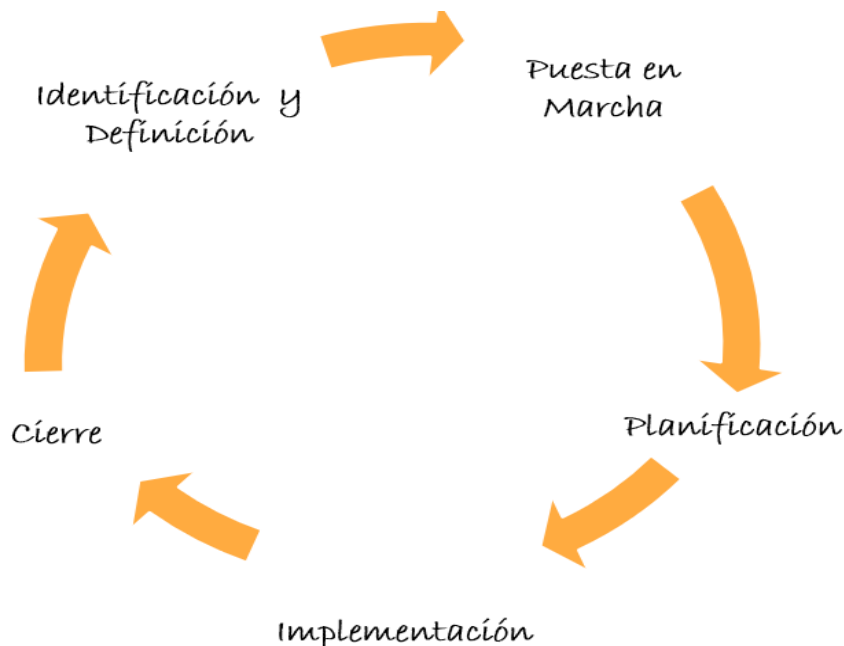 Identificación y
Definición
Puesta en
Marcha
Planificación
Implementación
Cierre